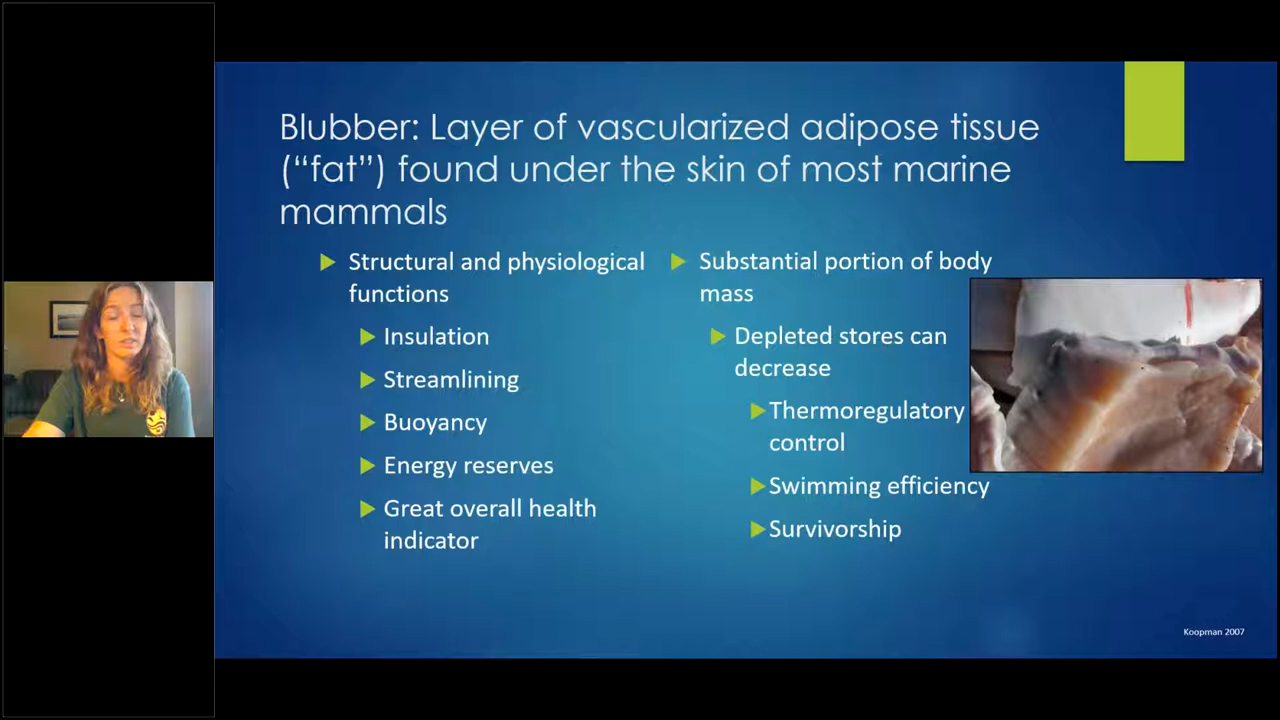 Blubber: Layer of vascularized adipose tissue
(“fat”) found under the skin of most marine
mammals
Structural and physiological
functions
Insulation
Streamlining
Buoyancy
Energy reserves
Great overall health
indicator
Substantial portion of body
mass
Depleted stores can
decrease
Thermoregulatory
control
Swimming efficiency
Survivorship
Koopman 2007